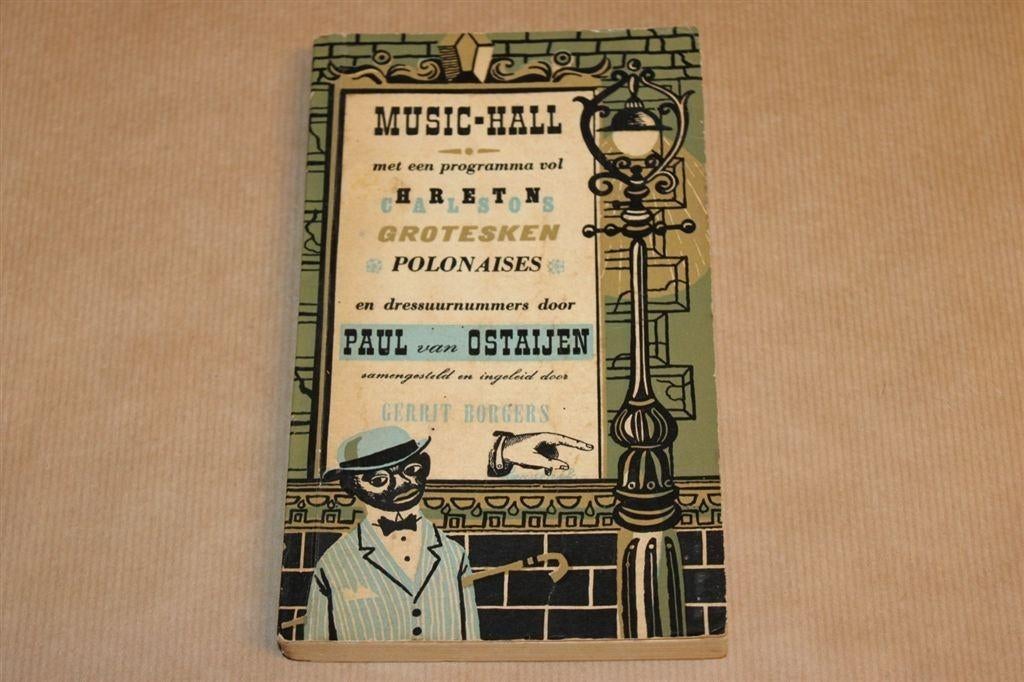 MUSIC-HALL
met een programma vol
CHARLESTONS
GROTESKEN
POLONAISES
en dressuurnummers door
PAUL van OSTAIJEN
samengesteld en ingeleid door
GERRIT BORGERS